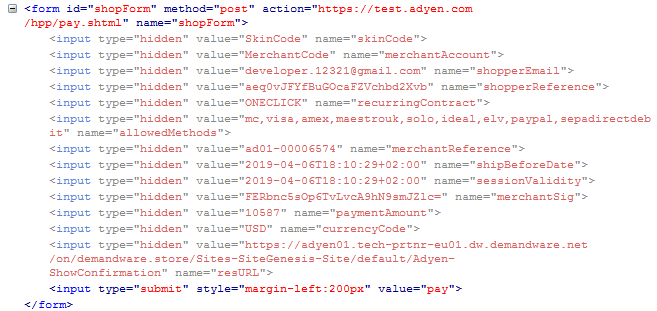 <form id="shopForm" method="post" action="https://test.adyen.com
/hpp/pay.shtml" name="shopForm">
<input type="hidden" value="SkinCode" name="skinCode">
<input type="hidden" value="MerchantCode" name="merchantAccount">
<input type="hidden" value="developer.12321@gmail.com" name="shopperEmail">
<input type="hidden" value="aeq0vJFYfBuGOcaFZVchbd2Xvb" name="shopperReference">
<input type="hidden" value="ONECLICK" name="recurringContract">
<input type="hidden" value="mc,visa,amex,maestrouk,solo,ideal,elv,paypal,sepadirectdeb
it" name="allowedMethods">
<input type="hidden" value="ad01-00006574" name="merchantReference">
<input type="hidden" value="2019-04-06T18:10:29+02:00" name="shipBeforeDate">
<input type="hidden" value="2019-04-06T18:10:29+02:00" name="sessionValidity">
<input type="hidden" value="FERbnc5sOp6TvLvcA9hN9smJZlc=" name="merchantSig">
<input type="hidden" value="10587" name="paymentAmount">
<input type="hidden" value="USD" name="currencyCode">
<input type="hidden" value="https://adyen01.tech-prtnr-eu01.dw.demandware.net
/on/demandware.store/Sites-SiteGenesis-Site/default/Adyen-
ShowConfirmation" name="resURL">
<input type="submit" style="margin-left:200px" value="pay">
</form>